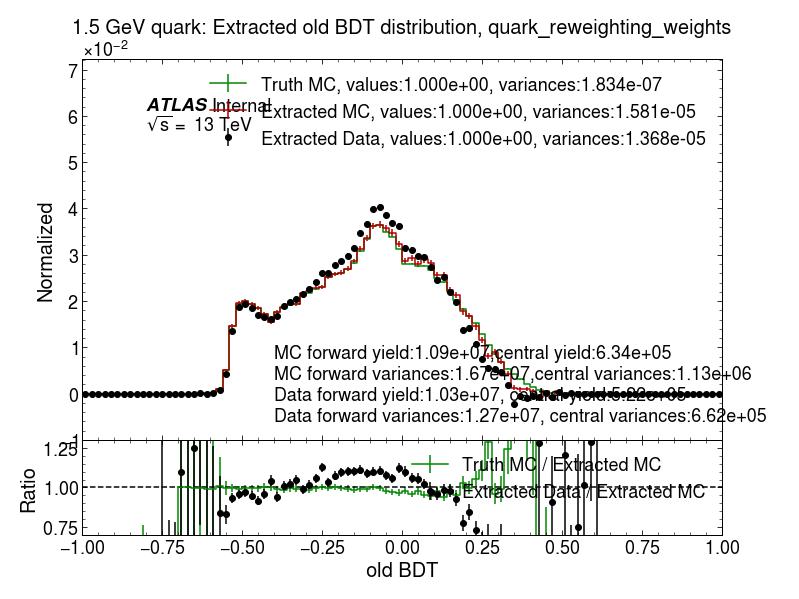 1.5 GeV quark: Extracted old BDT distribution, quark_reweighting_weights
×10⁻²
Truth MC, values:1.000e+00, variances:1.834e-07
ATLAS Internal
Extracted MC, values:1.000e+00, variances:1.581e-05
√s = 13 TeV
Extracted Data, values:1.000e+00, variances:1.368e-05
7
6
5
4
3
2
1
0
Normalized
MC forward yield:1.09e+07,central yield:6.34e+05
MC forward variances:1.67e+07,central variances:1.13e+06
Data forward yield:1.03e+07, central yield:5.22e+05
Data forward variances:1.27e+07, central variances:6.62e+05
1.25
1.00
0.75
Ratio
Truth MC / Extracted MC
Extracted Data / Extracted MC
−1.00 −0.75 −0.50 −0.25 0.00 0.25 0.50 0.75 1.00
old BDT